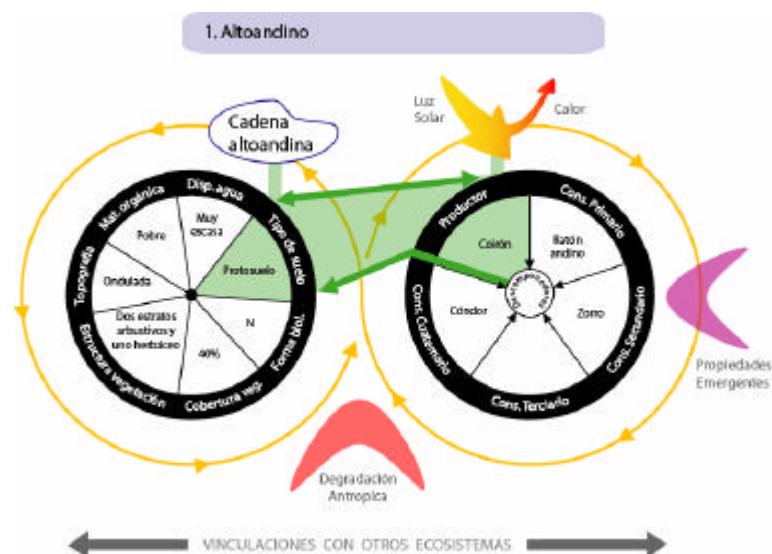 1. Altoandino
Luz
Solar
Calor
Cadena
altoandina
Disp. agua
Mat. orgánica
Tipo de suelo
Topografía
Forma biol.
Estructura vegetación
Cobertura veg.
Muy
escasa
Pobre
Protosuelo
Ondulada
Dos estratos
arbustivos y
uno herbáceo
N
40%
Productor
Cons. Primario
Cons. Secundario
Cons. Terciario
Cons. Cuaternario
Coirón
Ratón
andino
Zorro
Cóndor
Descomponedores
Propiedades
Emergentes
Degradación
Antropica
VINCULACIONES CON OTROS ECOSISTEMAS